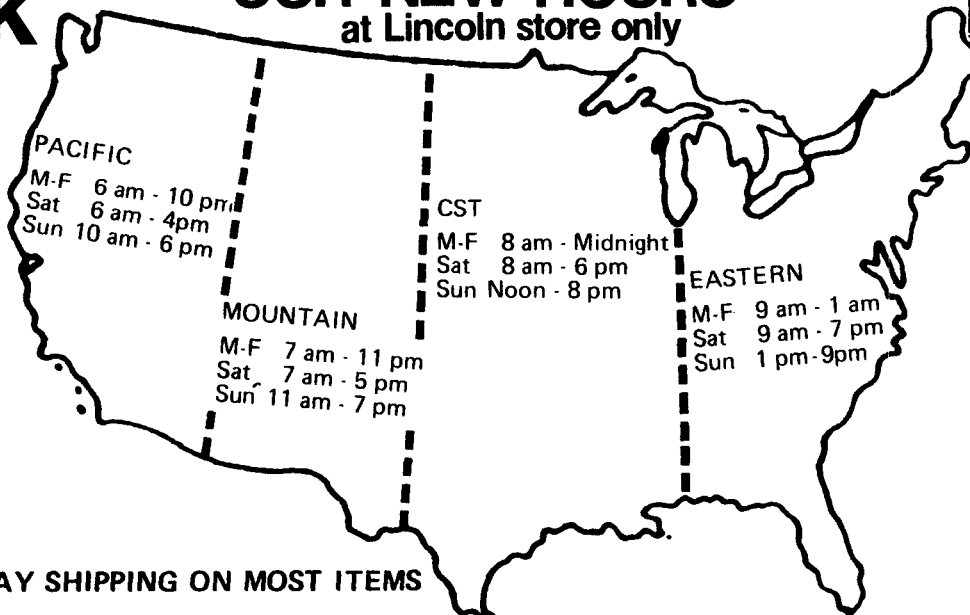 OUR NEW HOURS
at Lincoln store only
PACIFIC
M-F 6 am - 10 pm
Sat 6 am - 4pm
Sun 10 am - 6 pm
MOUNTAIN
M-F 7 am - 11 pm
Sat 7 am - 5 pm
Sun 11 am - 7 pm
CST
M-F 8 am - Midnight
Sat 8 am - 6 pm
Sun Noon - 8 pm
EASTERN
M-F 9 am - 1 am
Sat 9 am - 7 pm
Sun 1 pm-9pm
SHIPPING ON MOST ITEMS